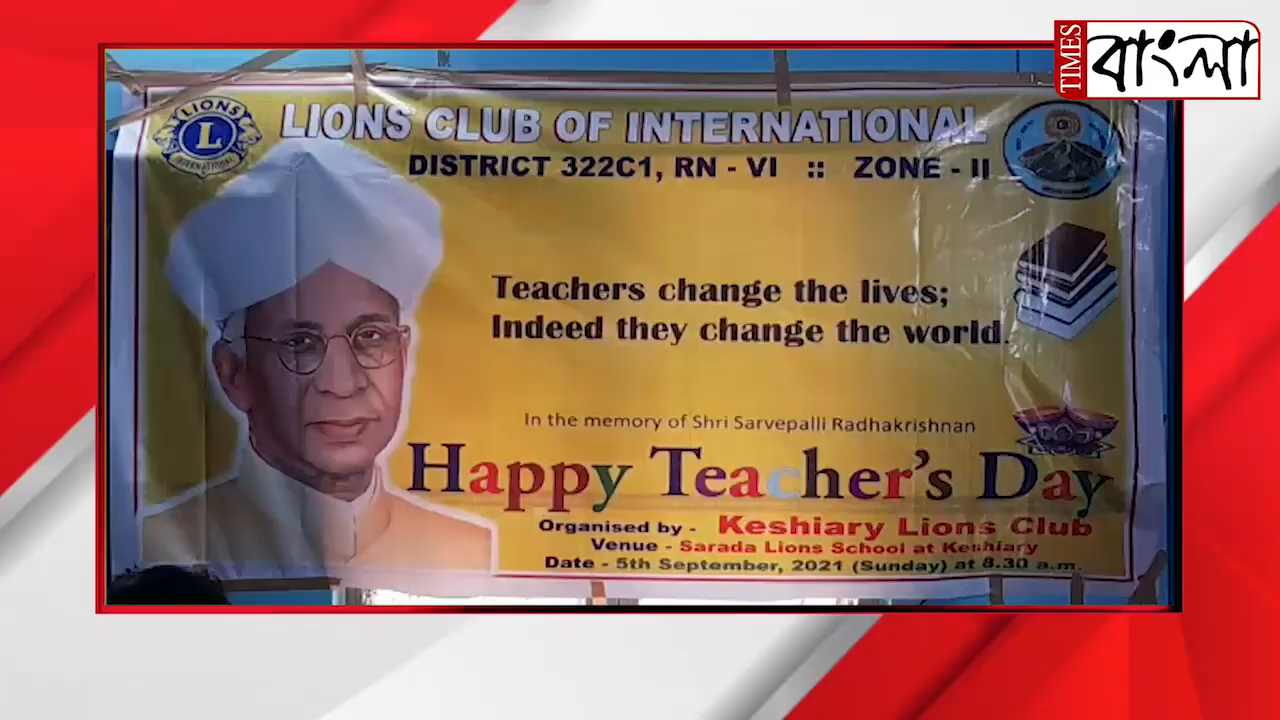 TIMES
বাংলা
LIONS
L
INTERNATIONAL
LIONS CLUB OF INTERNATIONAL
DISTRICT 322C1, RN - VI :: ZONE - II
Teachers change the lives;
Indeed they change the world.
In the memory of Shri Sarvepalli Radhakrishnan
Happy Teacher's Day
Organised by - Keshiary Lions Club
Venue - Sarada Lions School at Keshiary
Date - 5th September, 2021 (Sunday) at 8.30 a.m.